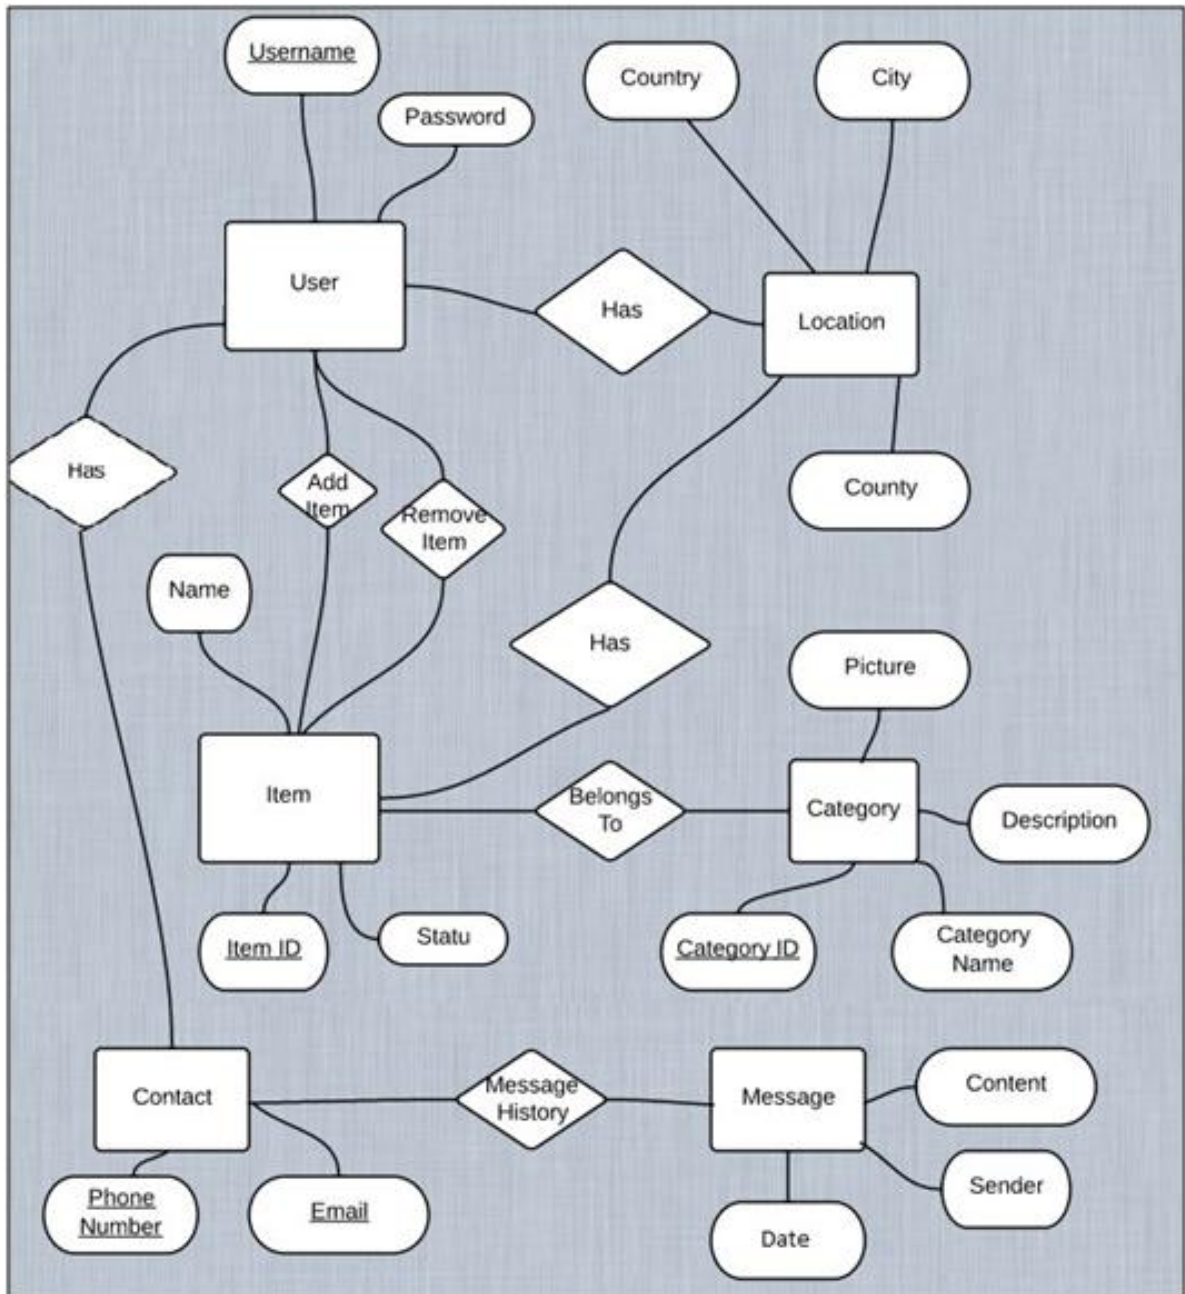 Username
Password
Country
City
User
Has
Location
Has
Add
Item
Remove
Item
County
Name
Has
Picture
Item
Belongs
To
Category
Description
Item ID
Statu
Category ID
Category
Name
Contact
Message
History
Message
Content
Phone
Number
Email
Sender
Date